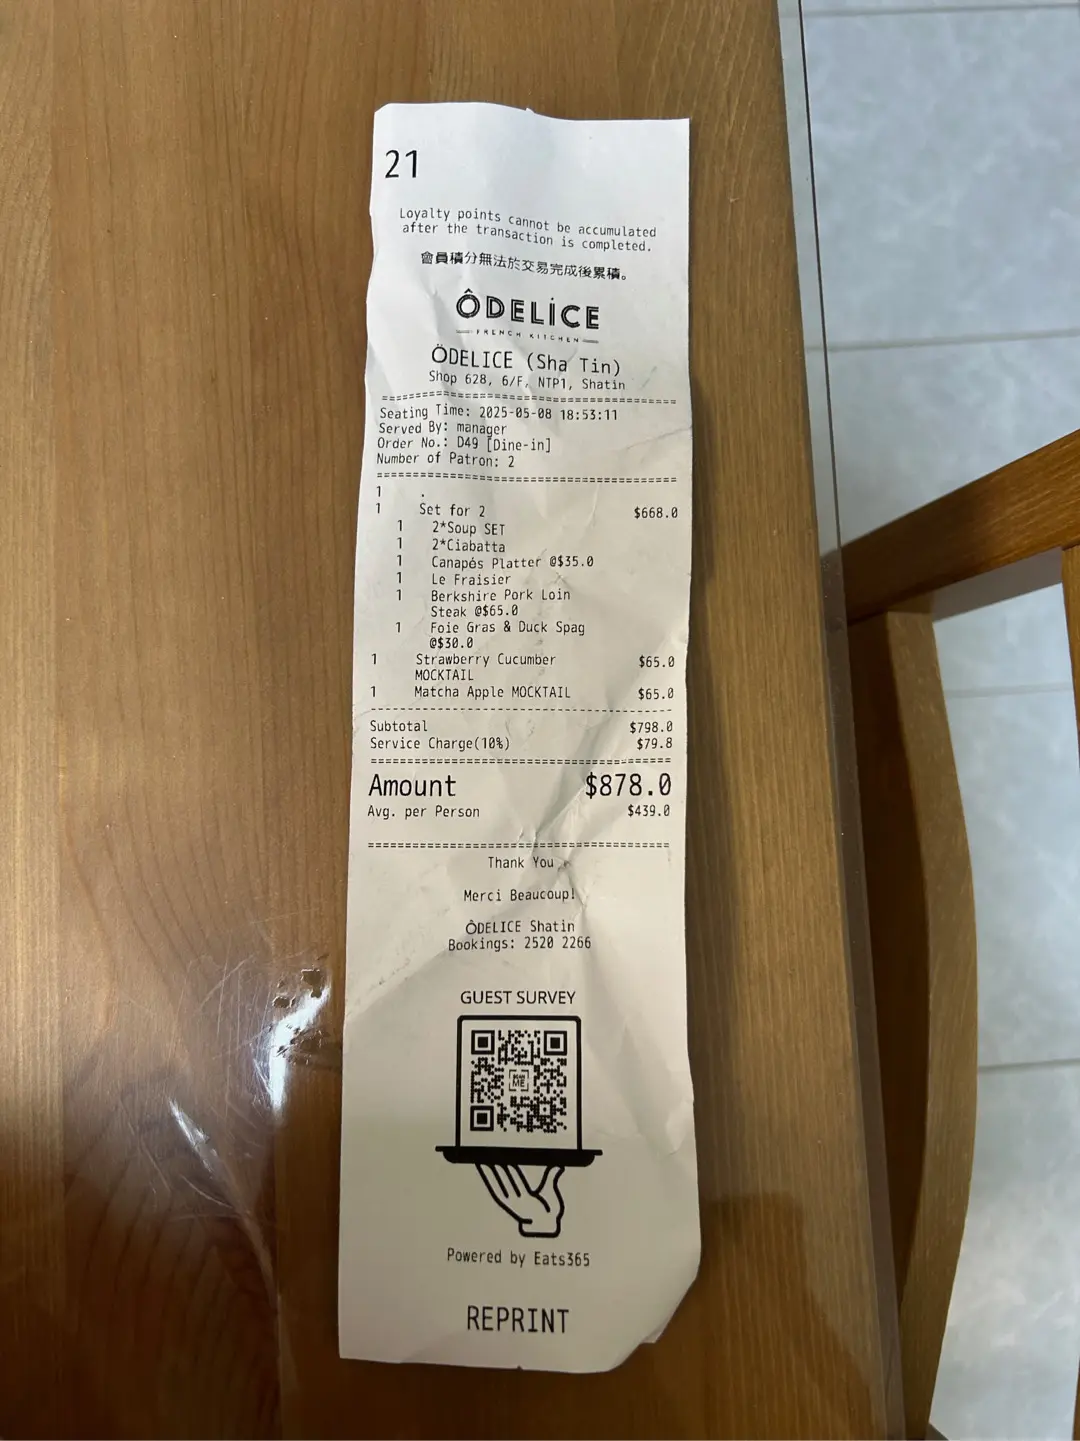 21
Loyalty points cannot be accumulated
after the transaction is completed.
會員積分無法於交易完成後累積。
ÔDELİCE
FRENCH KITCHEN
ÔDELICE (Sha Tin)
Shop 628, 6/F, NTP1, Shatin
Seating Time: 2025-05-08 18:53:11
Served By: manager
Order No.: D49 [Dine-in]
Number of Patron: 2
1 .
1 Set for 2 $668.0
1 2*Soup SET
1 2*Ciabatta
1 Canapés Platter @$35.0
1 Le Fraisier
1 Berkshire Pork Loin
Steak @$65.0
1 Foie Gras & Duck Spag
@$30.0
1 Strawberry Cucumber $65.0
MOCKTAIL
1 Matcha Apple MOCKTAIL $65.0
Subtotal $798.0
Service Charge(10%) $79.8
Amount $878.0
Avg. per Person $439.0
Thank You
Merci Beaucoup!
ÔDELICE Shatin
Bookings: 2520 2266
GUEST SURVEY
ME
Powered by Eats365
REPRINT